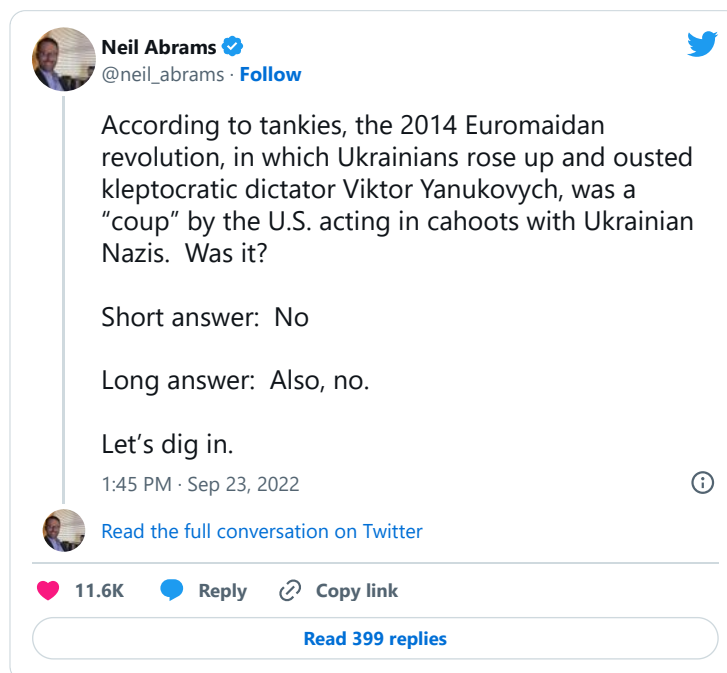 Neil Abrams
@neil_abrams · Follow
According to tankies, the 2014 Euromaidan
revolution, in which Ukrainians rose up and ousted
kleptocratic dictator Viktor Yanukovych, was a
“coup” by the U.S. acting in cahoots with Ukrainian
Nazis.  Was it?
Short answer:  No
Long answer:  Also, no.
Let’s dig in.
1:45 PM · Sep 23, 2022
Read the full conversation on Twitter
11.6K Reply Copy link
Read 399 replies